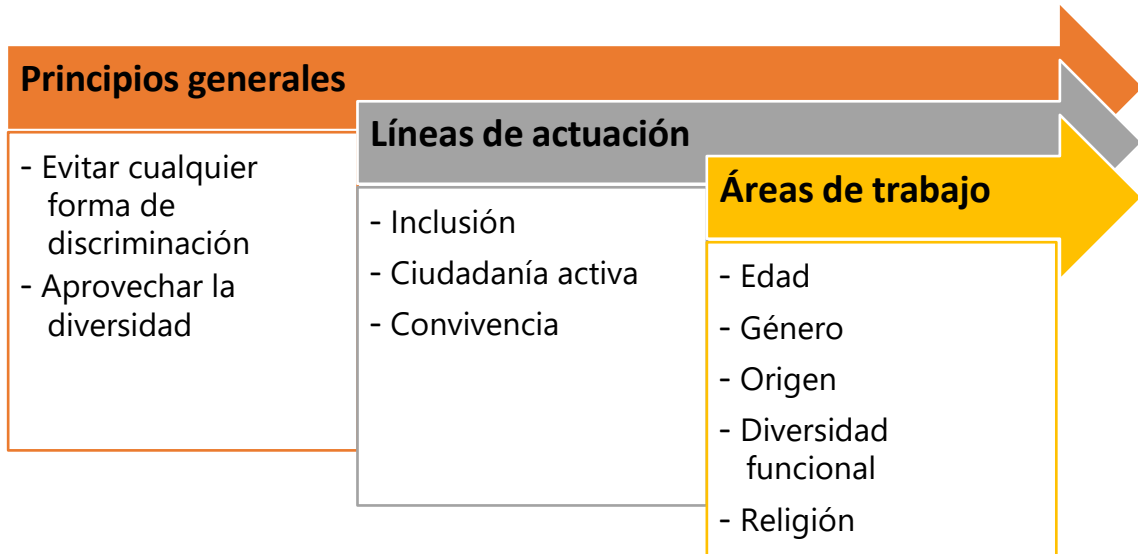 Principios generales
- Evitar cualquier
forma de
discriminación
- Aprovechar la
diversidad
Líneas de actuación
- Inclusión
- Ciudadanía activa
- Convivencia
Áreas de trabajo
- Edad
- Género
- Origen
- Diversidad
funcional
- Religión